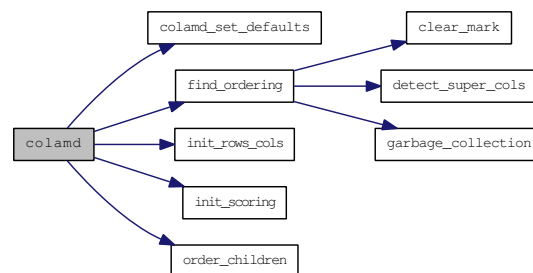 colamd_set_defaults
clear_mark
find_ordering
detect_super_cols
colamd
init_rows_cols
garbage_collection
init_scoring
order_children